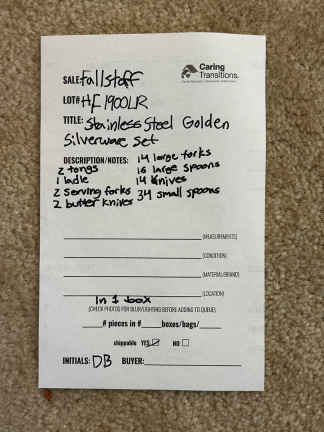 Caring
Transitions.
SALE: Fallstaff
LOT# HF1900LR
TITLE: Stainless Steel Golden
Silverware set
DESCRIPTION/NOTES: 14 large forks
2 tongs 16 large spoons
1 ladle 14 knives
2 serving forks 34 small spoons
2 butter knives
(MEASUREMENTS)
(CONDITION)
(MATERIAL/BRAND)
In 1 box (LOCATION)
(CHECK PHOTOS FOR BLUR/LIGHTING BEFORE ADDING TO QUEUE)
# pieces in # boxes/bags/
shippable YES ☑ NO ☐
INITIALS: DB BUYER: